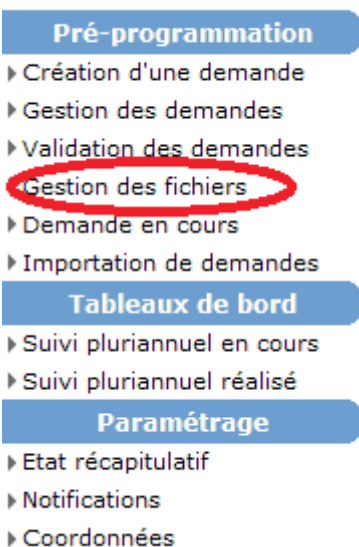 Pré-programmation
Création d'une demande
Gestion des demandes
Validation des demandes
Gestion des fichiers
Demande en cours
Importation de demandes
Tableaux de bord
Suivi pluriannuel en cours
Suivi pluriannuel réalisé
Paramétrage
Etat récapitulatif
Notifications
Coordonnées